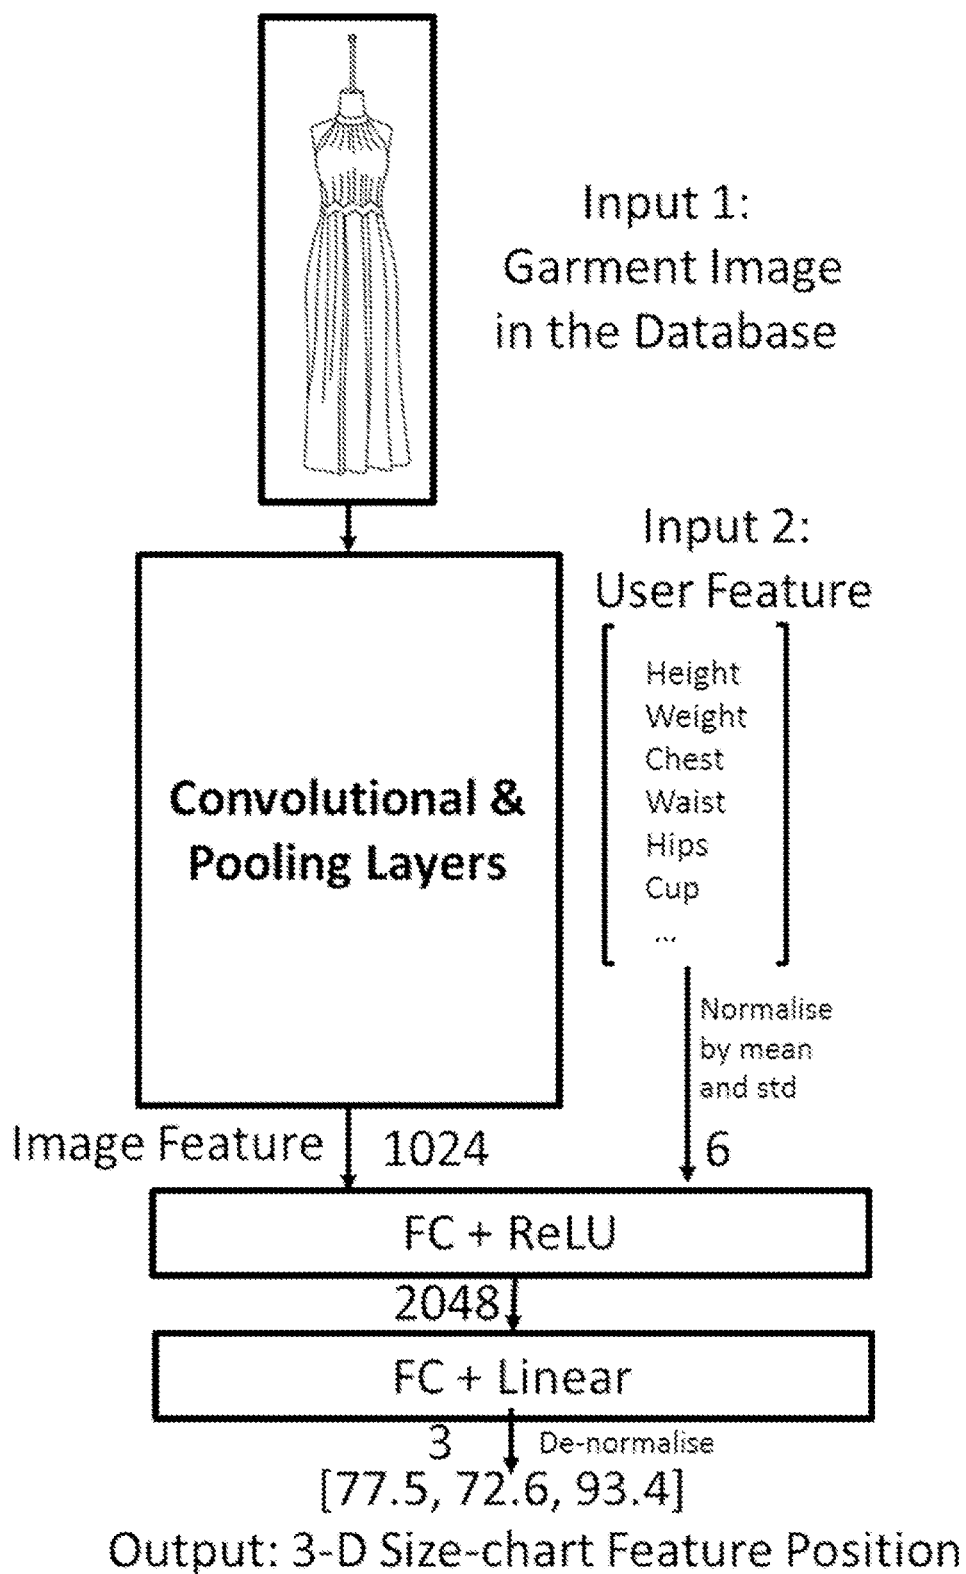 Input 1:
Garment Image
in the Database
Input 2:
User Feature
Height
Weight
Chest
Waist
Hips
Cup
...
Convolutional &
Pooling Layers
Normalise
by mean
and std
Image Feature
1024
6
FC + ReLU
2048
FC + Linear
3
De-normalise
[77.5, 72.6, 93.4]
Output: 3-D Size-chart Feature Position